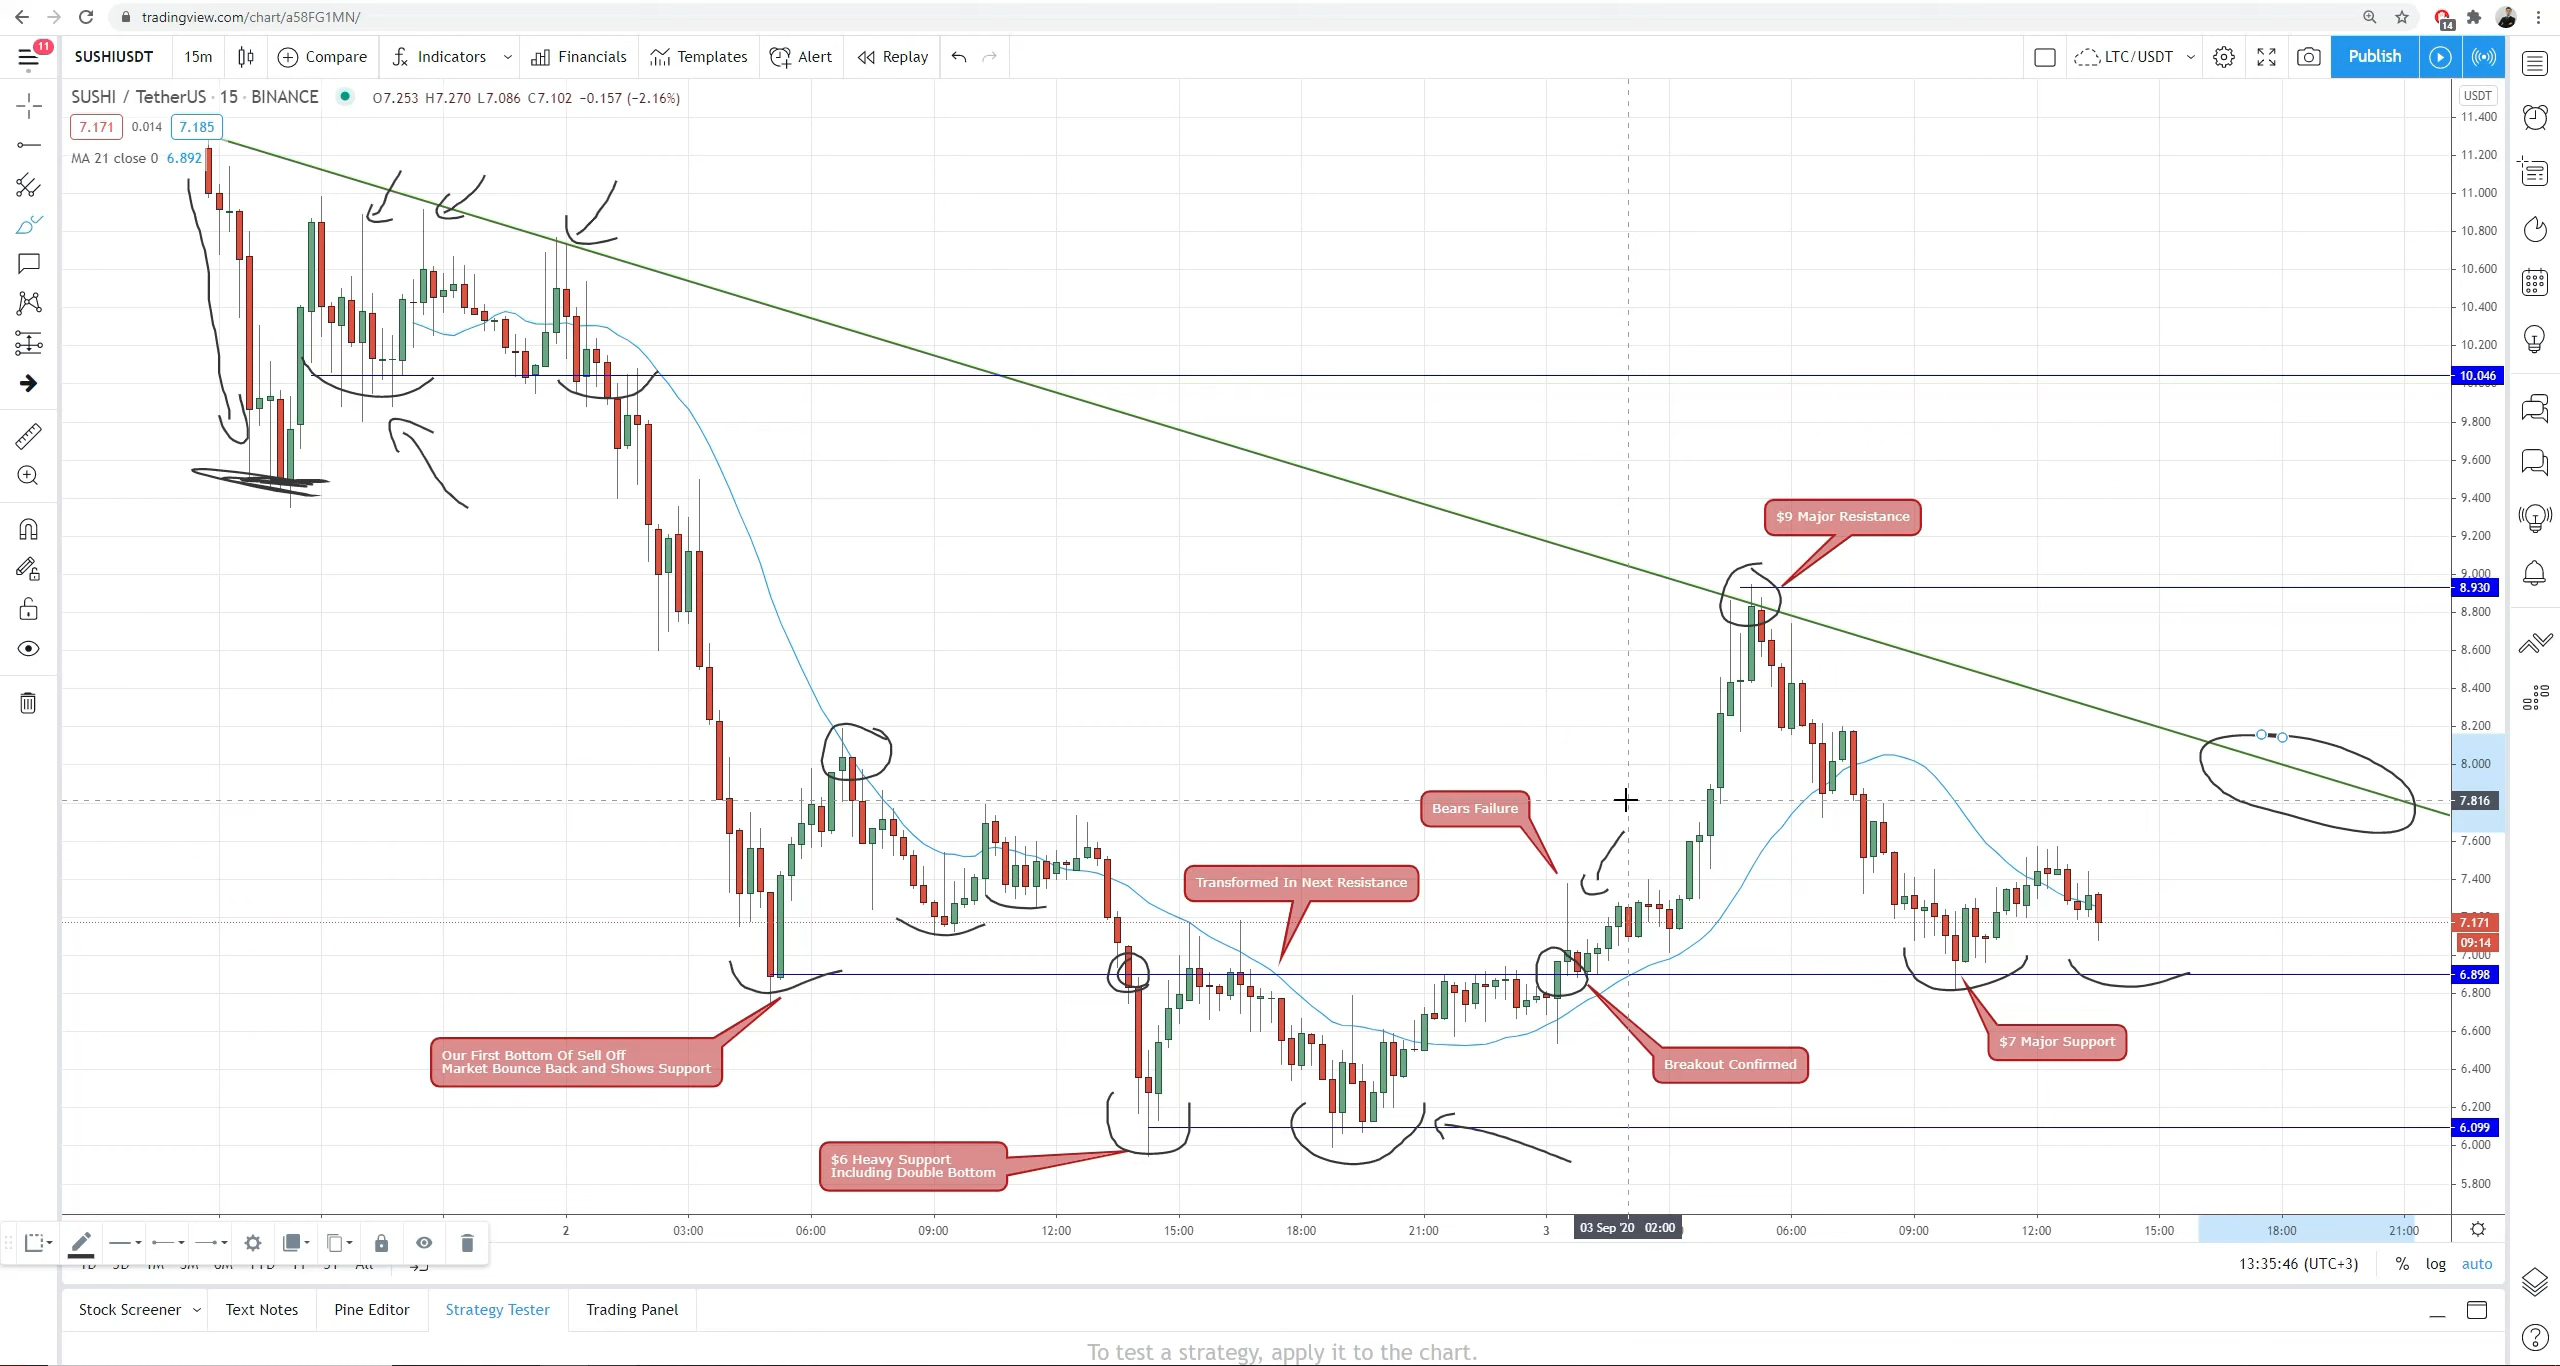 tradingview.com/chart/a58FG1MN/
14
11
SUSHIUSDT 15m Compare Indicators Financials Templates Alert Replay LTC/USDT Publish
SUSHI / TetherUS · 15 · BINANCE O7.253 H7.270 L7.086 C7.102 −0.157 (−2.16%)
USDT
7.171 0.014 7.185
MA 21 close 0 6.892
11.400
11.200
11.000
10.800
10.600
10.400
10.200
10.046
9.800
9.600
9.400
9.200
9.000
8.930
8.800
8.600
8.400
8.200
8.000
7.816
7.600
7.400
7.171
09:14
7.000
6.898
6.800
6.600
6.400
6.200
6.099
6.000
5.800
$9 Major Resistance
Bears Failure
Transformed In Next Resistance
Our First Bottom Of Sell Off
Market Bounce Back and Shows Support
$7 Major Support
Breakout Confirmed
$6 Heavy Support
Including Double Bottom
2 03:00 06:00 09:00 12:00 15:00 18:00 21:00 3 03 Sep '20 02:00 06:00 09:00 12:00 15:00 18:00 21:00
13:35:46 (UTC+3) % log auto
Stock Screener Text Notes Pine Editor Strategy Tester Trading Panel
To test a strategy, apply it to the chart.